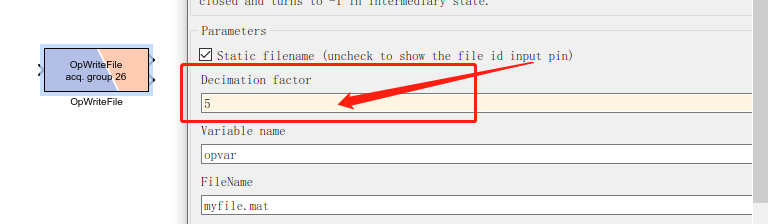 closed and turns to -1 in intermediary state.
Parameters
Static filename (uncheck to show the file id input pin)
Decimation factor
5
Variable name
opvar
FileName
myfile.mat
OpWriteFile
acq. group 26
OpWriteFile